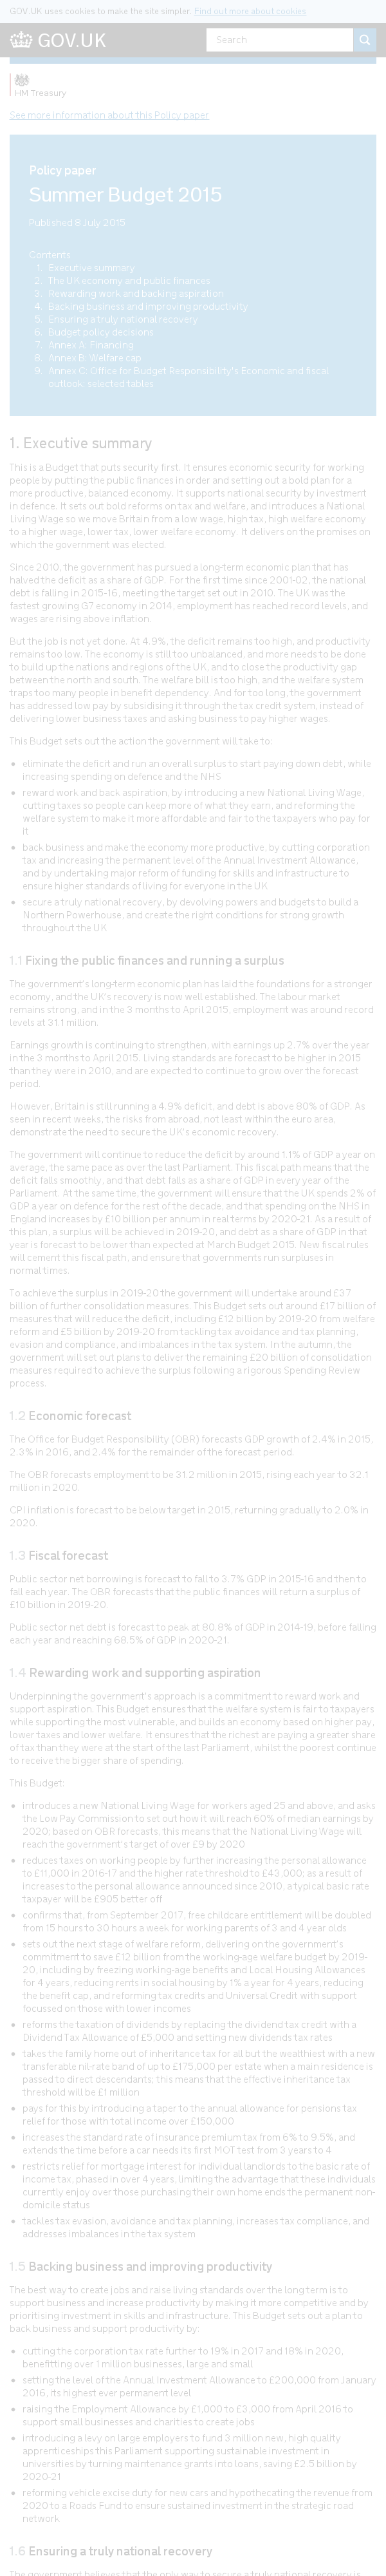 GOV.UK uses cookies to make the site simpler. Find out more about cookies
GOV.UK
Search
HM Treasury
See more information about this Policy paper
Policy paper
Summer Budget 2015
Published 8 July 2015
Contents
1. Executive summary
2. The UK economy and public finances
3. Rewarding work and backing aspiration
4. Backing business and improving productivity
5. Ensuring a truly national recovery
6. Budget policy decisions
7. Annex A: Financing
8. Annex B: Welfare cap
9. Annex C: Office for Budget Responsibility's Economic and fiscal
outlook: selected tables
1. Executive summary
This is a Budget that puts security first. It ensures economic security for working
people by putting the public finances in order and setting out a bold plan for a
more productive, balanced economy. It supports national security by investment
in defence. It sets out bold reforms on tax and welfare, and introduces a National
Living Wage so we move Britain from a low wage, high tax, high welfare economy
to a higher wage, lower tax, lower welfare economy. It delivers on the promises on
which the government was elected.
Since 2010, the government has pursued a long-term economic plan that has
halved the deficit as a share of GDP. For the first time since 2001-02, the national
debt is falling in 2015-16, meeting the target set out in 2010. The UK was the
fastest growing G7 economy in 2014, employment has reached record levels, and
wages are rising above inflation.
But the job is not yet done. At 4.9%, the deficit remains too high, and productivity
remains too low. The economy is still too unbalanced, and more needs to be done
to build up the nations and regions of the UK, and to close the productivity gap
between the north and south. The welfare bill is too high, and the welfare system
traps too many people in benefit dependency. And for too long, the government
has addressed low pay by subsidising it through the tax credit system, instead of
delivering lower business taxes and asking business to pay higher wages.
This Budget sets out the action the government will take to:
• eliminate the deficit and run an overall surplus to start paying down debt, while
increasing spending on defence and the NHS
• reward work and back aspiration, by introducing a new National Living Wage,
cutting taxes so people can keep more of what they earn, and reforming the
welfare system to make it more affordable and fair to the taxpayers who pay for
it
• back business and make the economy more productive, by cutting corporation
tax and increasing the permanent level of the Annual Investment Allowance,
and by undertaking major reform of funding for skills and infrastructure to
ensure higher standards of living for everyone in the UK
• secure a truly national recovery, by devolving powers and budgets to build a
Northern Powerhouse, and create the right conditions for strong growth
throughout the UK
1.1 Fixing the public finances and running a surplus
The government's long-term economic plan has laid the foundations for a stronger
economy, and the UK's recovery is now well established. The labour market
remains strong, and in the 3 months to April 2015, employment was around record
levels at 31.1 million.
Earnings growth is continuing to strengthen, with earnings up 2.7% over the year
in the 3 months to April 2015. Living standards are forecast to be higher in 2015
than they were in 2010, and are expected to continue to grow over the forecast
period.
However, Britain is still running a 4.9% deficit, and debt is above 80% of GDP. As
seen in recent weeks, the risks from abroad, not least within the euro area,
demonstrate the need to secure the UK's economic recovery.
The government will continue to reduce the deficit by around 1.1% of GDP a year on
average, the same pace as over the last Parliament. This fiscal path means that the
deficit falls smoothly, and that debt falls as a share of GDP in every year of the
Parliament. At the same time, the government will ensure that the UK spends 2% of
GDP a year on defence for the rest of the decade, and that spending on the NHS in
England increases by £10 billion per annum in real terms by 2020-21. As a result of
this plan, a surplus will be achieved in 2019-20, and debt as a share of GDP in that
year is forecast to be lower than expected at March Budget 2015. New fiscal rules
will cement this fiscal path, and ensure that governments run surpluses in
normal times.
To achieve the surplus in 2019-20 the government will undertake around £37
billion of further consolidation measures. This Budget sets out around £17 billion of
measures that will reduce the deficit, including £12 billion by 2019-20 from welfare
reform and £5 billion by 2019-20 from tackling tax avoidance and tax planning,
evasion and compliance, and imbalances in the tax system. In the autumn, the
government will set out plans to deliver the remaining £20 billion of consolidation
measures required to achieve the surplus following a rigorous Spending Review
process.
1.2 Economic forecast
The Office for Budget Responsibility (OBR) forecasts GDP growth of 2.4% in 2015,
2.3% in 2016, and 2.4% for the remainder of the forecast period.
The OBR forecasts employment to be 31.2 million in 2015, rising each year to 32.1
million in 2020.
CPI inflation is forecast to be below target in 2015, returning gradually to 2.0% in
2020.
1.3 Fiscal forecast
Public sector net borrowing is forecast to fall to 3.7% GDP in 2015-16 and then to
fall each year. The OBR forecasts that the public finances will return a surplus of
£10 billion in 2019-20.
Public sector net debt is forecast to peak at 80.8% of GDP in 2014-15, before falling
each year and reaching 68.5% of GDP in 2020-21.
1.4 Rewarding work and supporting aspiration
Underpinning the government's approach is a commitment to reward work and
support aspiration. This Budget ensures that the welfare system is fair to taxpayers
while supporting the most vulnerable, and builds an economy based on higher pay,
lower taxes and lower welfare. It ensures that the richest are paying a greater share
of tax than they were at the start of the last Parliament, whilst the poorest continue
to receive the bigger share of spending.
This Budget:
• introduces a new National Living Wage for workers aged 25 and above, and asks
the Low Pay Commission to set out how it will reach 60% of median earnings by
2020; based on OBR forecasts, this means that the National Living Wage will
reach the government's target of over £9 by 2020
• reduces taxes on working people by further increasing the personal allowance
to £11,000 in 2016-17 and the higher rate threshold to £43,000; as a result of
increases to the personal allowance announced since 2010, a typical basic rate
taxpayer will be £905 better off
• confirms that, from September 2017, free childcare entitlement will be doubled
from 15 hours to 30 hours a week for working parents of 3 and 4 year olds
• sets out the next stage of welfare reform, delivering on the government's
commitment to save £12 billion from the working-age welfare budget by 2019-
20, including by freezing working-age benefits and Local Housing Allowances
for 4 years, reducing rents in social housing by 1% a year for 4 years, reducing
the benefit cap, and reforming tax credits and Universal Credit with support
focussed on those with lower incomes
• reforms the taxation of dividends by replacing the dividend tax credit with a
Dividend Tax Allowance of £5,000 and setting new dividends tax rates
• takes the family home out of inheritance tax for all but the wealthiest with a new
transferable nil-rate band of up to £175,000 per estate when a main residence is
passed to direct descendants; this means that the effective inheritance tax
threshold will be £1 million
• pays for this by introducing a taper to the annual allowance for pensions tax
relief for those with total income over £150,000
• increases the standard rate of insurance premium tax from 6% to 9.5%, and
extends the time before a car needs its first MOT test from 3 years to 4
• restricts relief for mortgage interest for individual landlords to the basic rate of
income tax, phased in over 4 years, limiting the advantage that these individuals
currently enjoy over those purchasing their own home ends the permanent non-
domicile status
• tackles tax evasion, avoidance and tax planning, increases tax compliance, and
addresses imbalances in the tax system
1.5 Backing business and improving productivity
The best way to create jobs and raise living standards over the long term is to
support business and increase productivity by making it more competitive and by
prioritising investment in skills and infrastructure. This Budget sets out a plan to
back business and support productivity by:
• cutting the corporation tax rate further to 19% in 2017 and 18% in 2020,
benefitting over 1 million businesses, large and small
• setting the level of the Annual Investment Allowance to £200,000 from January
2016, its highest ever permanent level
• raising the Employment Allowance by £1,000 to £3,000 from April 2016 to
support small businesses and charities to create jobs
• introducing a levy on large employers to fund 3 million new, high quality
apprenticeships this Parliament supporting sustainable investment in
universities by turning maintenance grants into loans, saving £2.5 billion by
2020-21
• reforming vehicle excise duty for new cars and hypothecating the revenue from
2020 to a Roads Fund to ensure sustained investment in the strategic road
network
1.6 Ensuring a truly national recovery
The government believes that the only way to secure a truly national recovery is